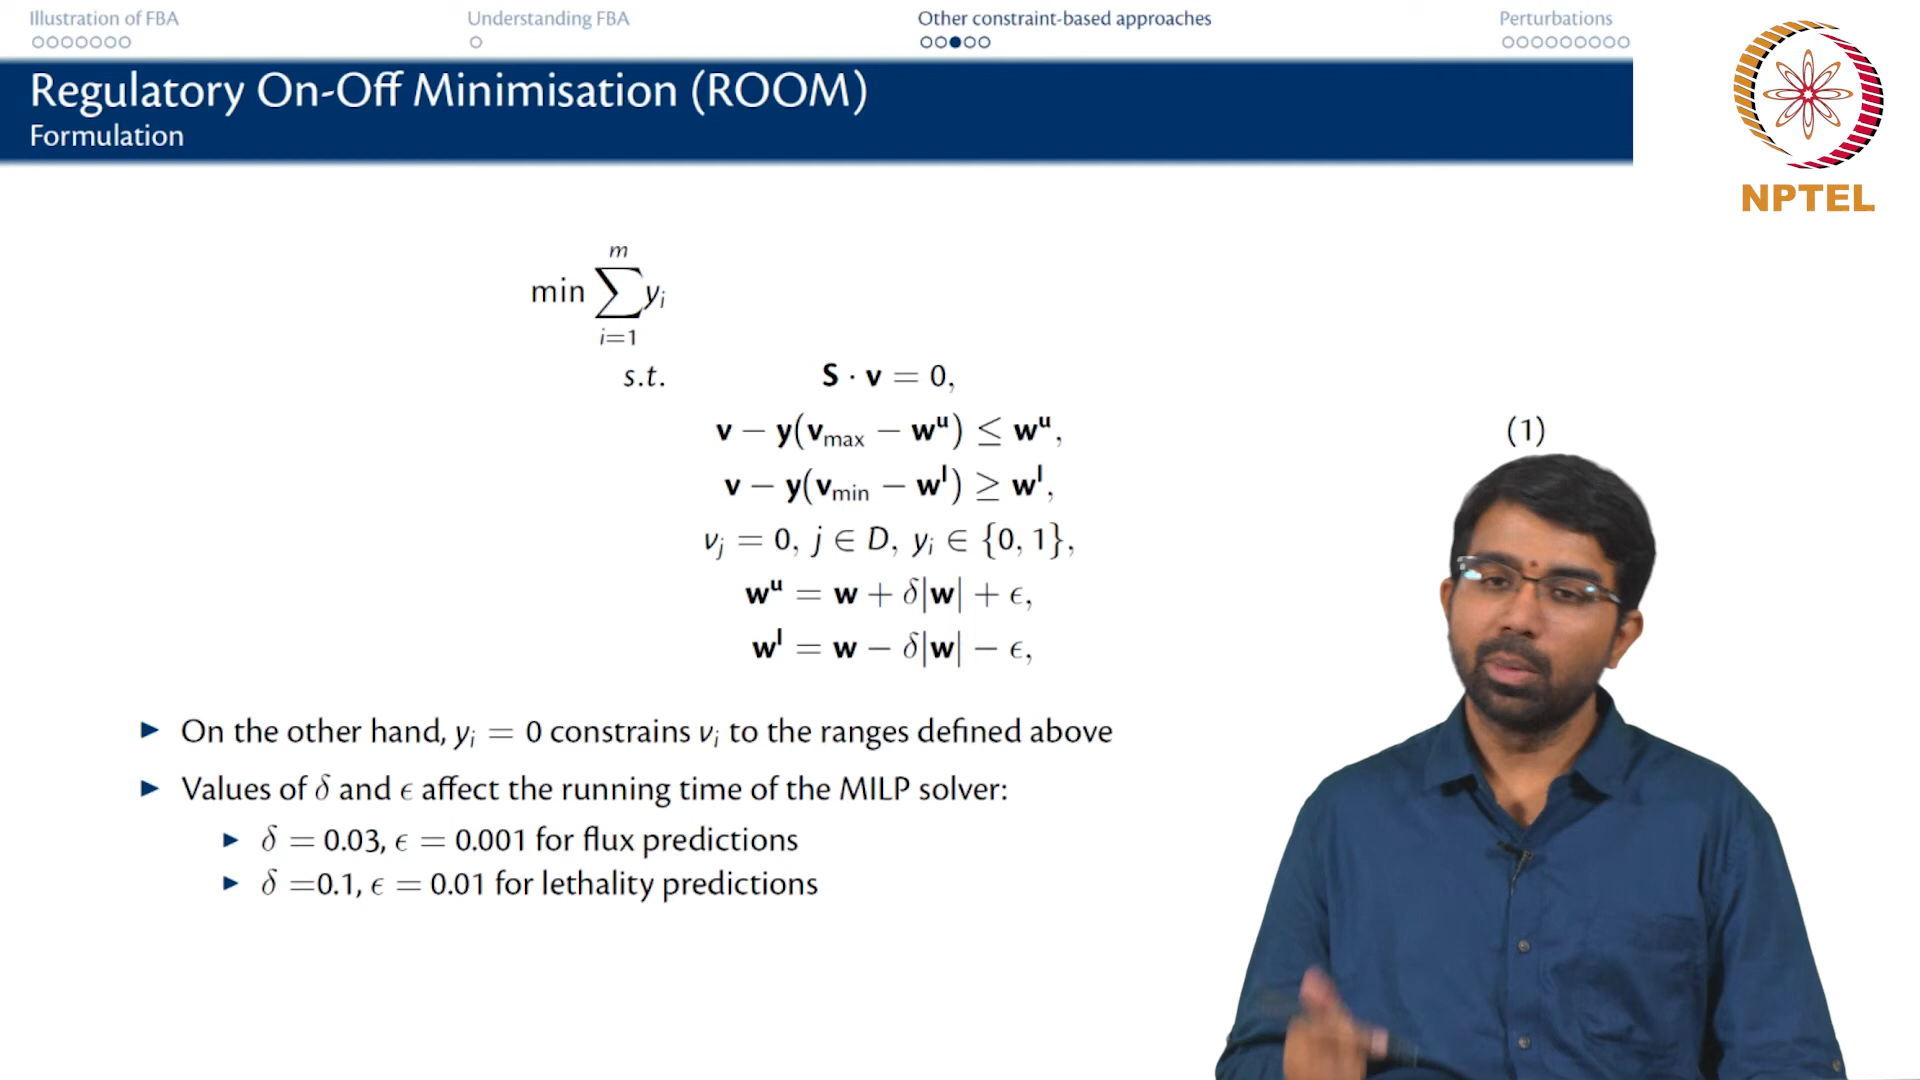 Illustration of FBA
Understanding FBA
Other constraint-based approaches
Perturbations
Regulatory On-Off Minimisation (ROOM)
Formulation
NPTEL
min ∑_{i=1}^{m} y_i
s.t. S · v = 0,
v − y(v_max − w^u) ≤ w^u, (1)
v − y(v_min − w^l) ≥ w^l,
v_j = 0, j ∈ D, y_i ∈ {0, 1},
w^u = w + δ|w| + ϵ,
w^l = w − δ|w| − ϵ,
On the other hand, y_i = 0 constrains v_i to the ranges defined above
Values of δ and ϵ affect the running time of the MILP solver:
δ = 0.03, ϵ = 0.001 for flux predictions
δ =0.1, ϵ = 0.01 for lethality predictions